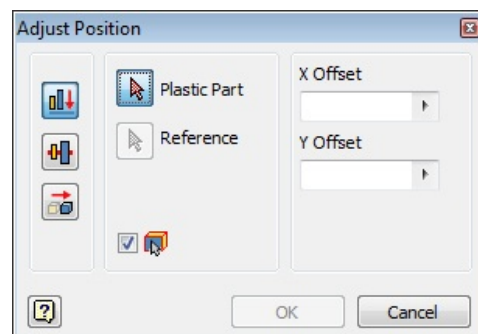 Adjust Position
Plastic Part
Reference
X Offset
Y Offset
OK
Cancel